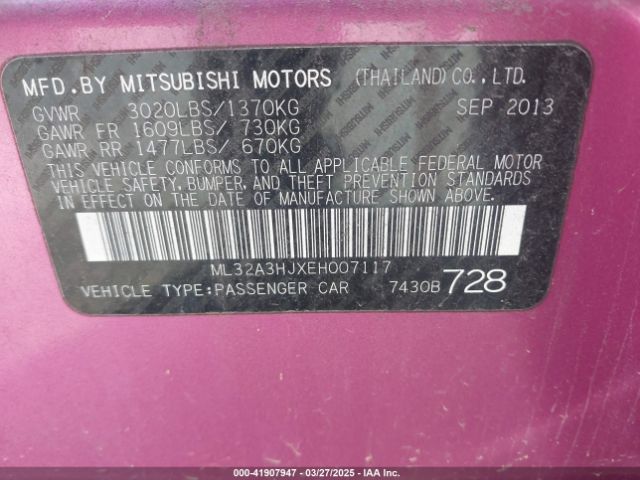 MFD.BY MITSUBISHI MOTORS (THAILAND) CO., LTD.
GVWR 3020LBS/1370KG SEP 2013
GAWR FR 1609LBS/ 730KG
GAWR RR 1477LBS/ 670KG
THIS VEHICLE CONFORMS TO ALL APPLICABLE FEDERAL MOTOR
VEHICLE SAFETY, BUMPER, AND THEFT PREVENTION STANDARDS
IN EFFECT ON THE DATE OF MANUFACTURE SHOWN ABOVE.
ML32A3HJXEH007117
VEHICLE TYPE:PASSENGER CAR 7430B 728
000-41907947 - 03/27/2025 - IAA